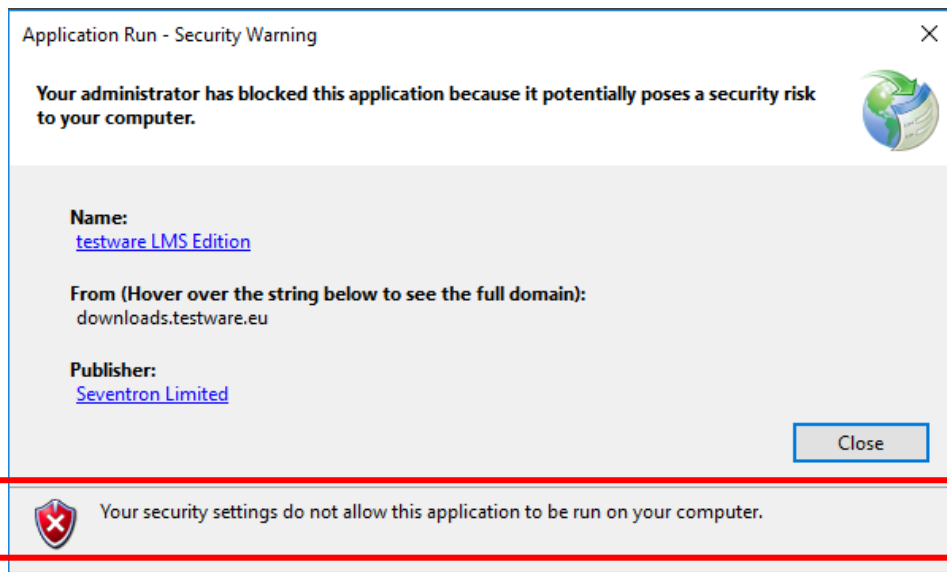 Application Run - Security Warning
Your administrator has blocked this application because it potentially poses a security risk
to your computer.
Name:
testware LMS Edition
From (Hover over the string below to see the full domain):
downloads.testware.eu
Publisher:
Seventron Limited
Close
Your security settings do not allow this application to be run on your computer.